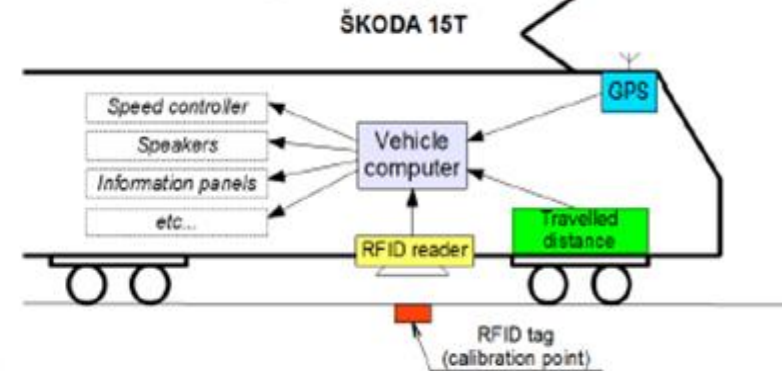 ŠKODA 15T
GPS
Speed controller
Speakers
Information panels
etc...
Vehicle
computer
Travelled
distance
RFID reader
RFID tag
(calibration point)